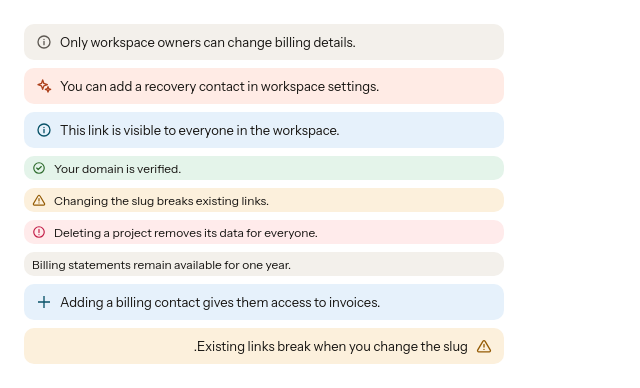 Only workspace owners can change billing details.
You can add a recovery contact in workspace settings.
This link is visible to everyone in the workspace.
Your domain is verified.
Changing the slug breaks existing links.
Deleting a project removes its data for everyone.
Billing statements remain available for one year.
Adding a billing contact gives them access to invoices.
.Existing links break when you change the slug